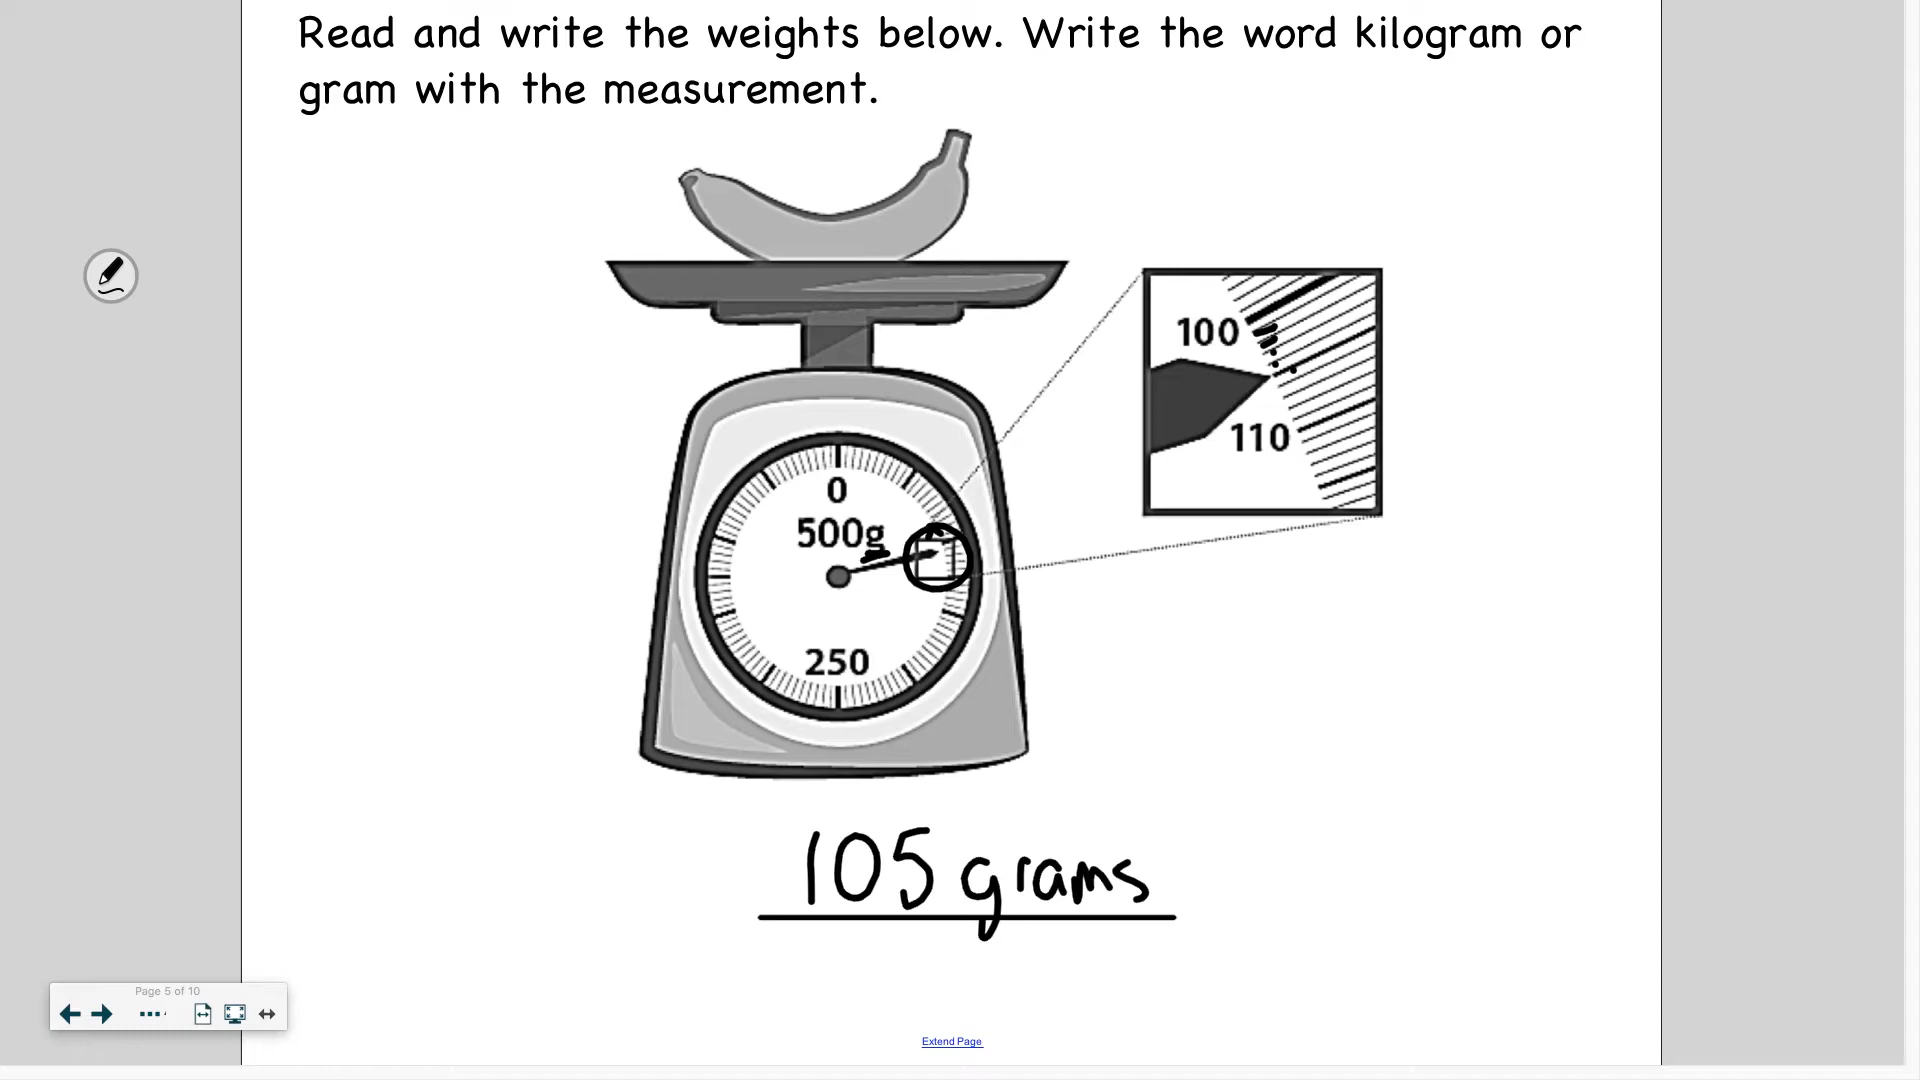 Read and write the weights below. Write the word kilogram or
gram with the measurement.
100
110
0
500g
250
105 grams
Page 5 of 10
Extend Page